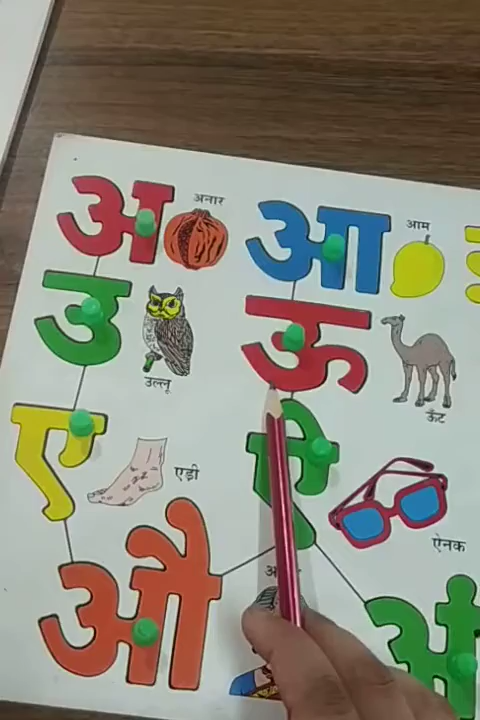 अ अनार आ आम
उ उल्लू ऊ ऊँट
ए एड़ी ऐ ऐनक
औ